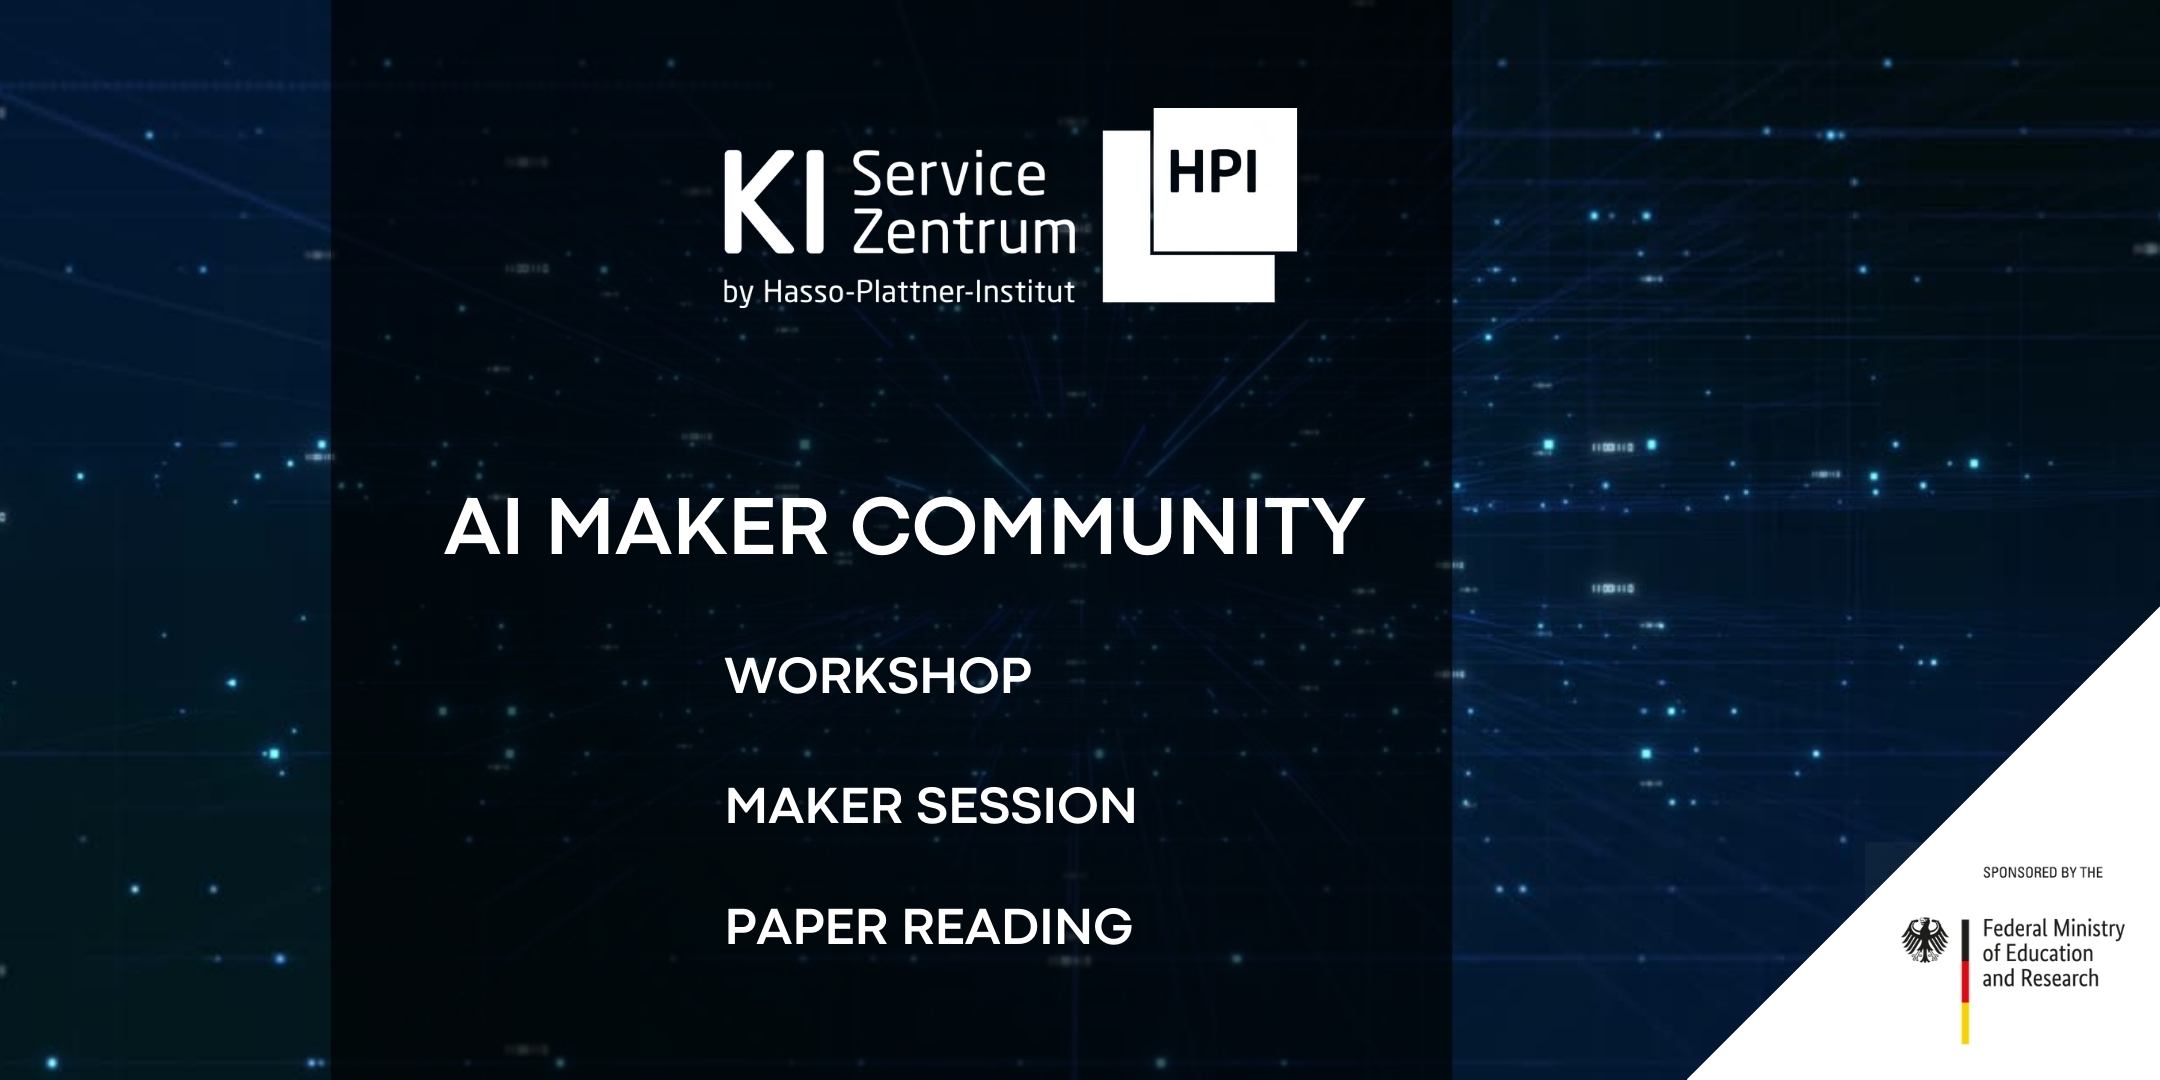 KI Service
Zentrum
by Hasso-Plattner-Institut
HPI
AI MAKER COMMUNITY
WORKSHOP
MAKER SESSION
PAPER READING
SPONSORED BY THE
Federal Ministry
of Education
and Research